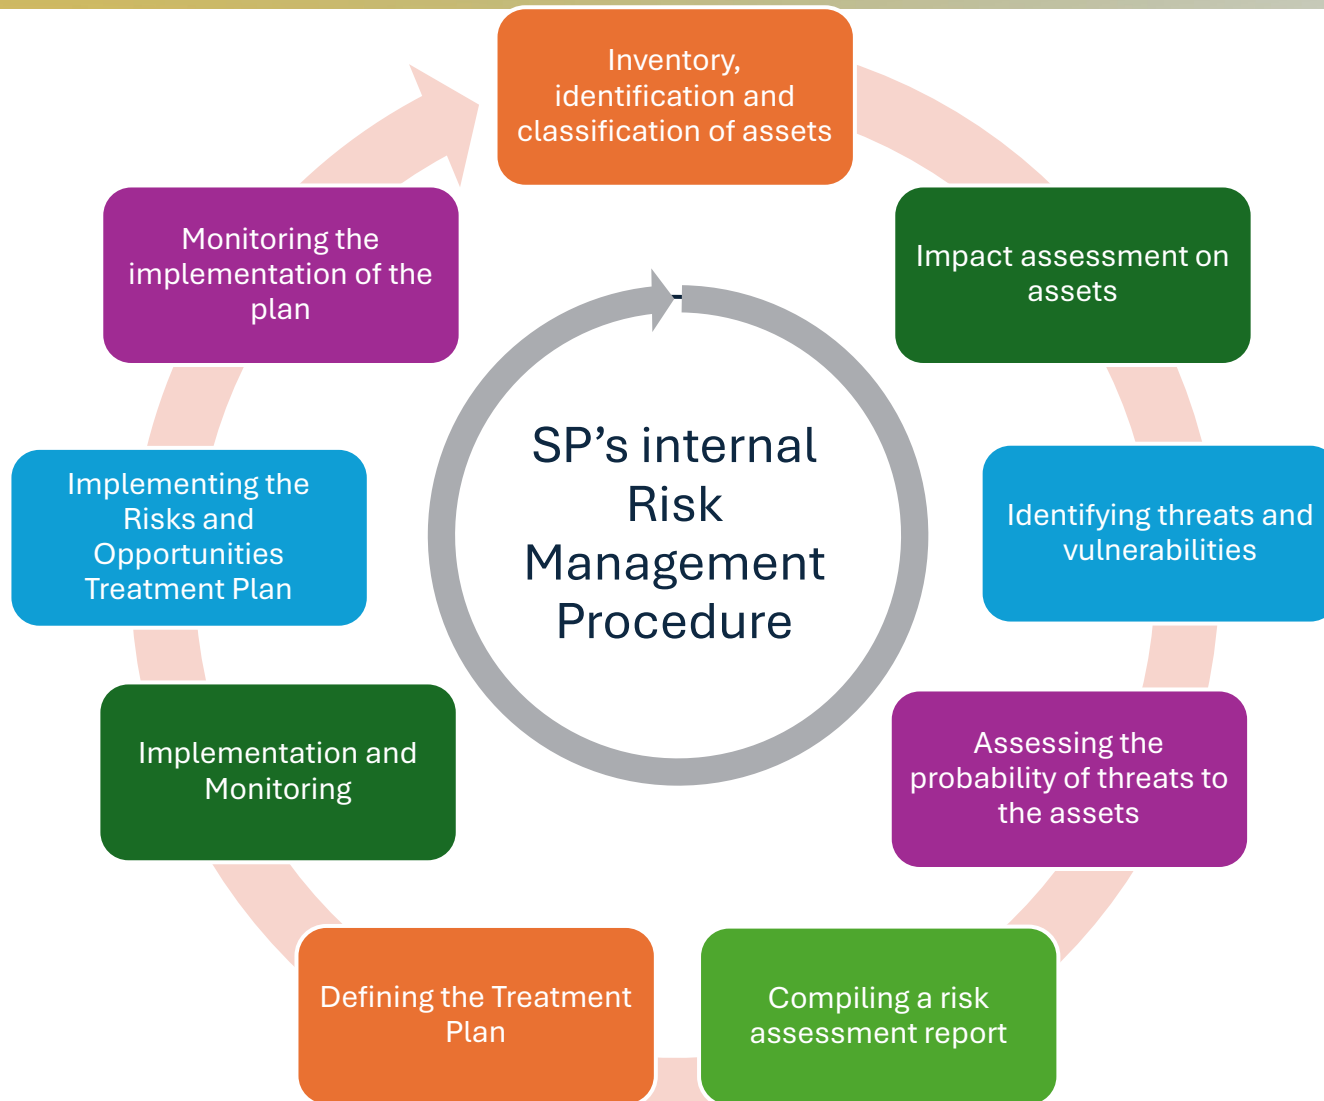 Inventory,
identification and
classification of assets
Impact assessment on
assets
Identifying threats and
vulnerabilities
Assessing the
probability of threats to
the assets
Compiling a risk
assessment report
Defining the Treatment
Plan
Implementation and
Monitoring
Implementing the
Risks and
Opportunities
Treatment Plan
Monitoring the
implementation of the
plan
SP’s internal
Risk
Management
Procedure